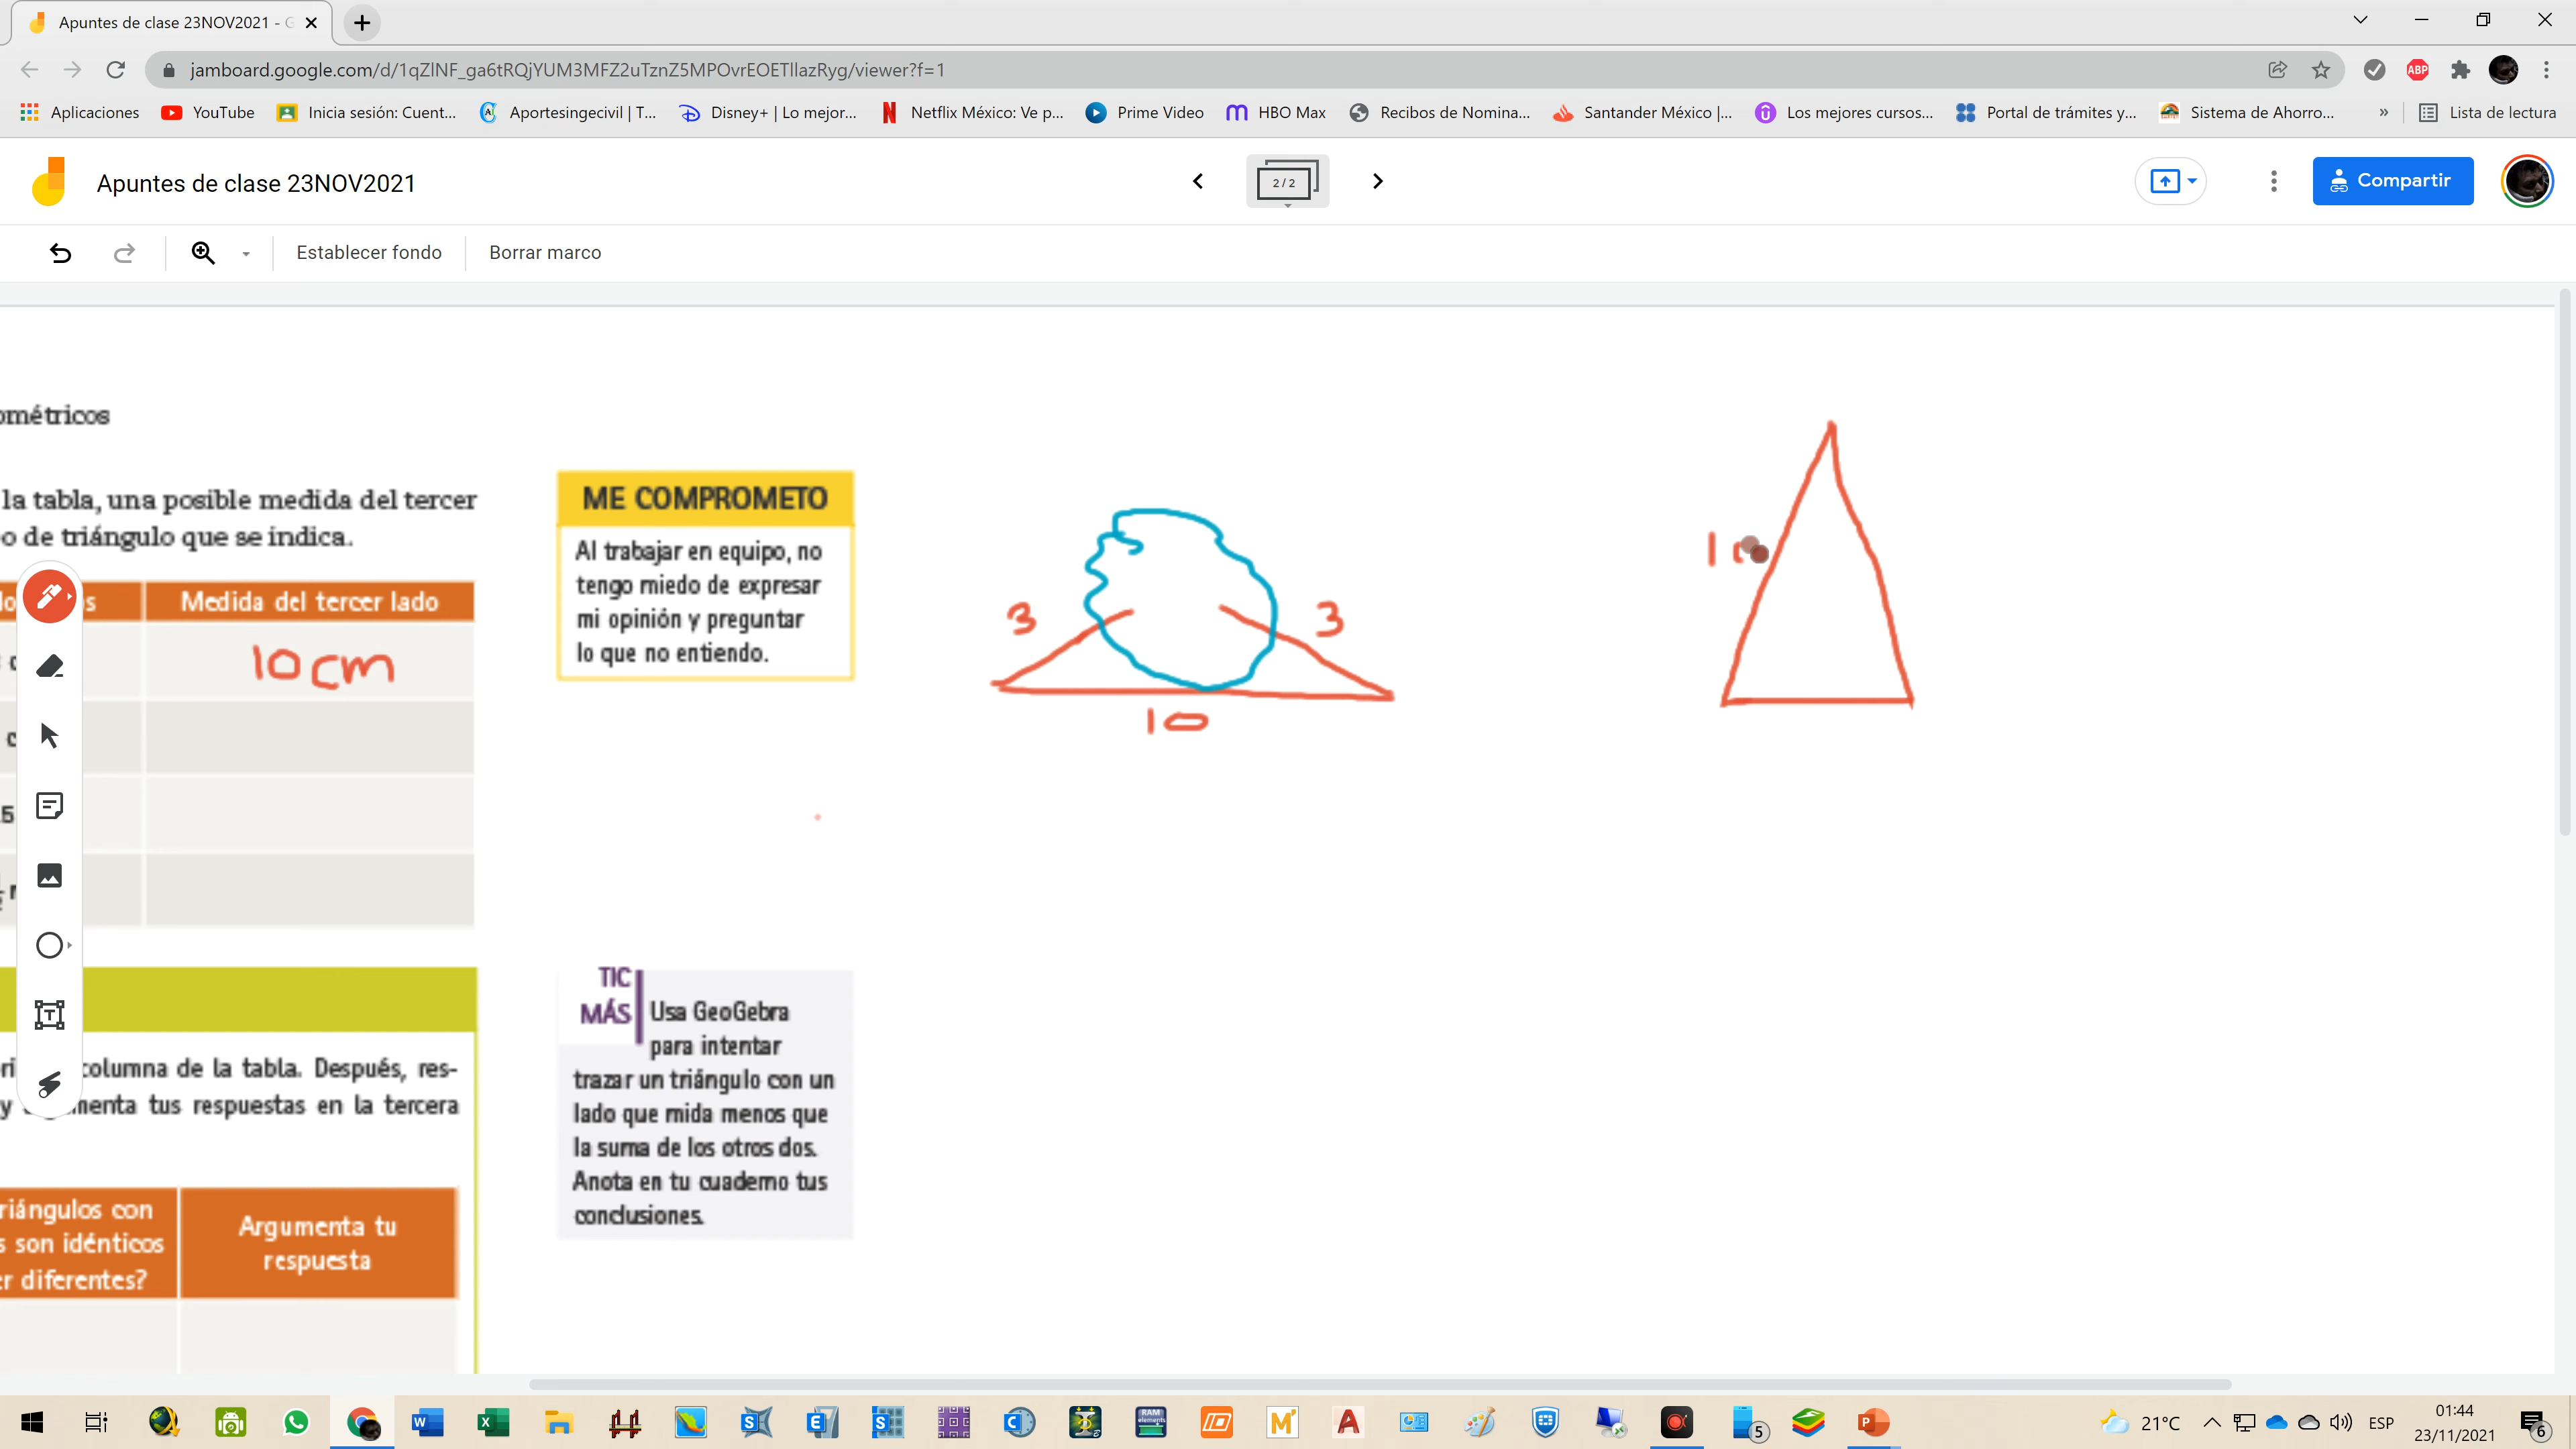 Apuntes de clase 23NOV2021 - G
jamboard.google.com/d/1qZlNF_ga6tRQjYUM3MFZ2uTznZ5MPOvrEOETllazRyg/viewer?f=1
ABP
Aplicaciones YouTube Inicia sesión: Cuent... Aportesingecivil | T... Disney+ | Lo mejor... Netflix México: Ve p... Prime Video HBO Max Recibos de Nomina... Santander México |... Los mejores cursos... Portal de trámites y... Sistema de Ahorro... » Lista de lectura
Apuntes de clase 23NOV2021
2 / 2
Compartir
Establecer fondo Borrar marco
ométricos
la tabla, una posible medida del tercer
o de triángulo que se indica.
s Medida del tercer lado
10 cm
5
ME COMPROMETO
Al trabajar en equipo, no
tengo miedo de expresar
mi opinión y preguntar
lo que no entiendo.
3 3
10
1
TIC
MÁS
Usa GeoGebra
para intentar
trazar un triángulo con un
lado que mida menos que
la suma de los otros dos.
Anota en tu cuaderno tus
conclusiones.
columna de la tabla. Después, res-
y menta tus respuestas en la tercera
riángulos con
s son idénticos
er diferentes?
Argumenta tu
respuesta
21°C
ESP
01:44
23/11/2021
5
6